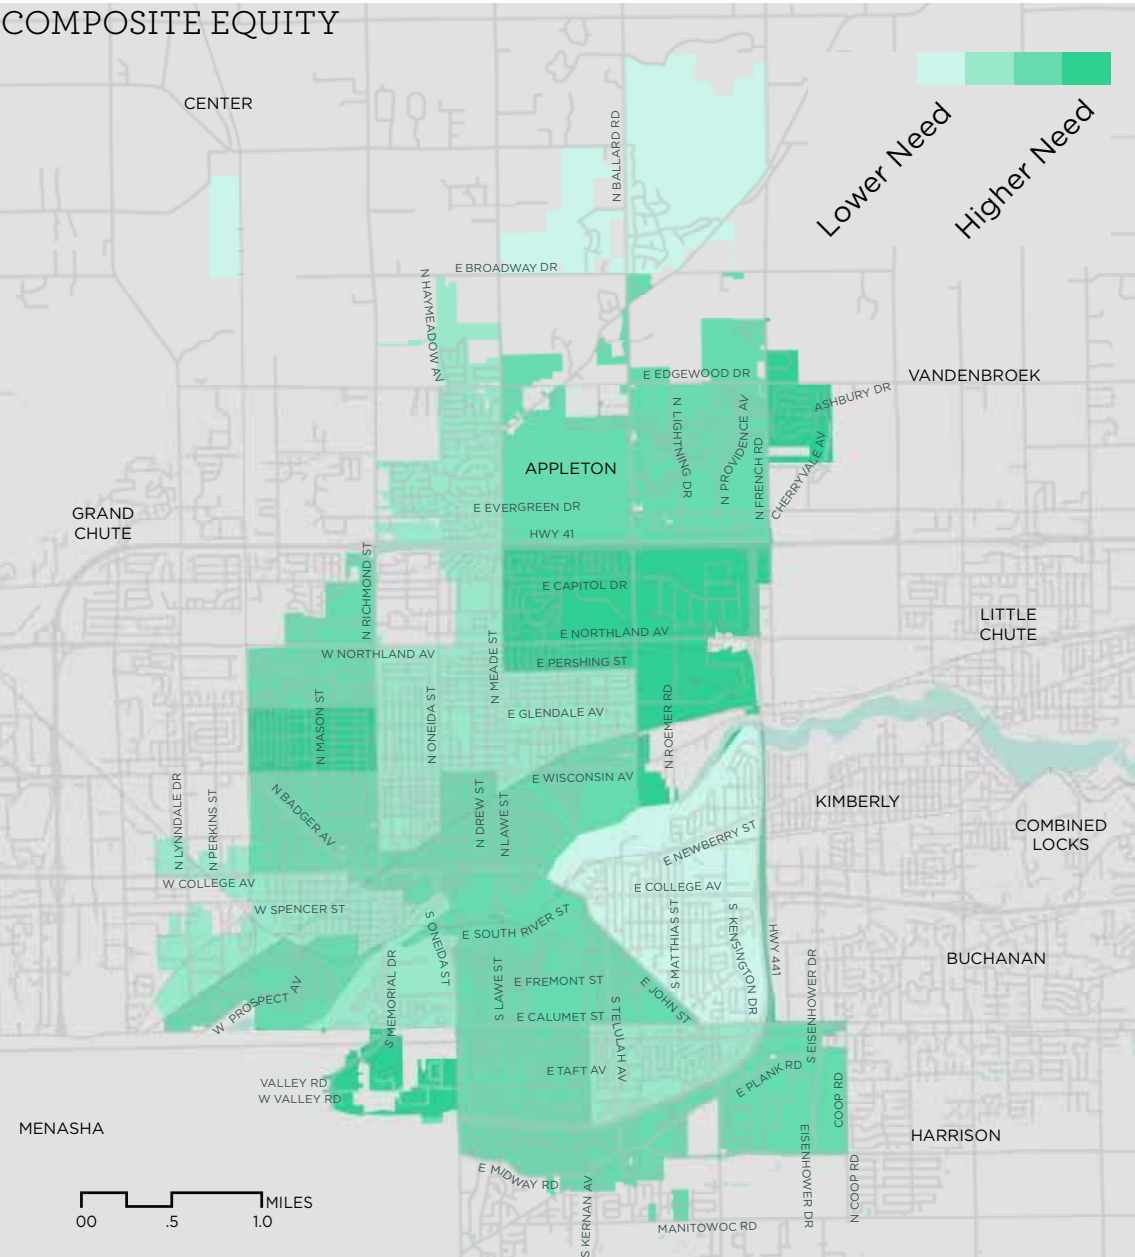 COMPOSITE EQUITY
CENTER
N BALLARD RD
Lower Need
Higher Need
E BROADWAY DR
N HAYMEADOW AV
E EDGEWOOD DR
VANDENBROEK
ASHBURY DR
N LIGHTNING DR
N PROVIDENCE AV
N FRENCH RD
CHERRYVALE AV
APPLETON
E EVERGREEN DR
GRAND
CHUTE
HWY 41
N RICHMOND ST
E CAPITOL DR
LITTLE
CHUTE
E NORTHLAND AV
W NORTHLAND AV
N MEADE ST
E PERSHING ST
N MASON ST
N ONEIDA ST
E GLENDALE AV
N ROEMER RD
E WISCONSIN AV
N LYNNDALE DR
N PERKINS ST
N BADGER AV
N DREW ST
N LAWE ST
KIMBERLY
COMBINED
LOCKS
E NEWBERRY ST
W COLLEGE AV
E COLLEGE AV
W SPENCER ST
S ONEIDA ST
E SOUTH RIVER ST
S MATTHIAS ST
S KENSINGTON DR
HWY 441
BUCHANAN
S MEMORIAL DR
S LAWE ST
E FREMONT ST
E JOHN ST
S EISENHOWER DR
W PROSPECT AV
E CALUMET ST
S TELULAH AV
E TAFT AV
E PLANK RD
COOP RD
VALLEY RD
W VALLEY RD
MENASHA
HARRISON
EISENHOWER DR
E MIDWAY RD
N COOP RD
S KERNAN AV
MANITOWOC RD
MILES
00 .5 1.0